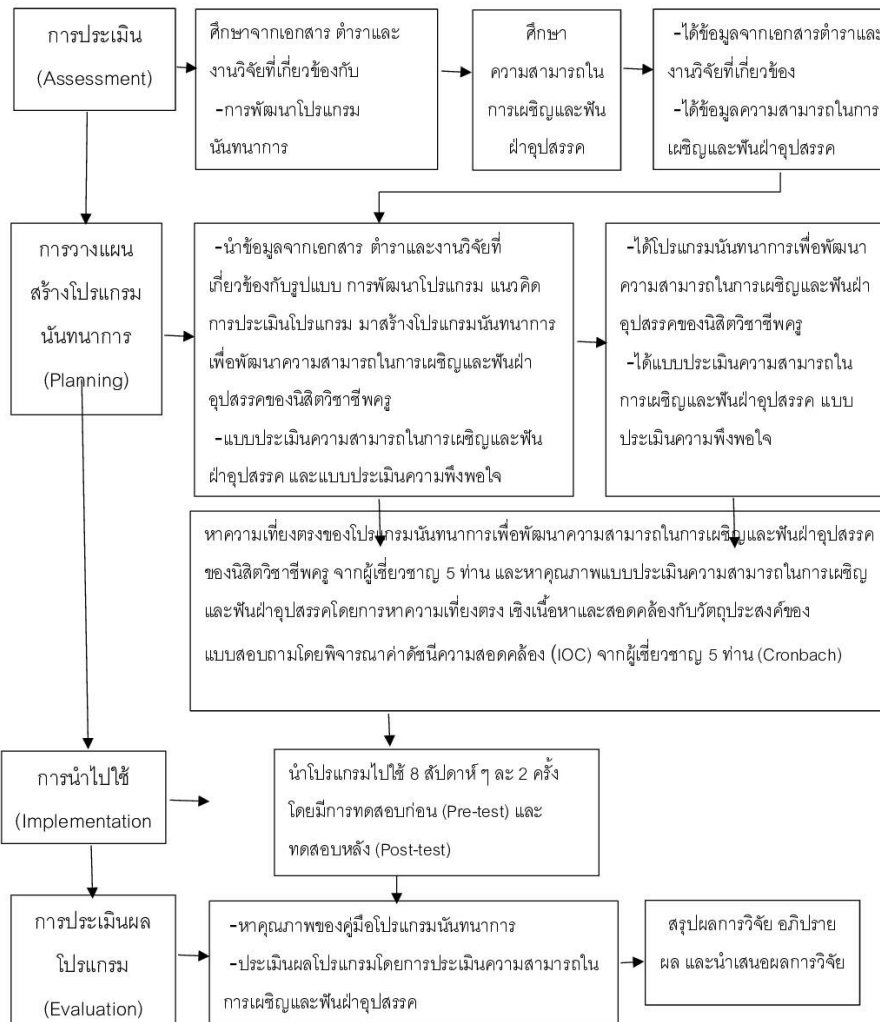 การประเมิน
(Assessment)
ศึกษาจากเอกสาร ตำราและ
งานวิจัยที่เกี่ยวข้องกับ
-การพัฒนาโปรแกรม
นันทนาการ
ศึกษา
ความสามารถใน
การเผชิญและฟัน
ฝ่าอุปสรรค
-ได้ข้อมูลจากเอกสารตำราและ
งานวิจัยที่เกี่ยวข้อง
-ได้ข้อมูลความสามารถในการ
เผชิญและฟันฝ่าอุปสรรค
การวางแผน
สร้างโปรแกรม
นันทนาการ
(Planning)
-นำข้อมูลจากเอกสาร ตำราและงานวิจัยที่
เกี่ยวข้องกับรูปแบบ การพัฒนาโปรแกรม แนวคิด
การประเมินโปรแกรม มาสร้างโปรแกรมนันทนาการ
เพื่อพัฒนาความสามารถในการเผชิญและฟันฝ่า
อุปสรรคของนิสิตวิชาชีพครู
-แบบประเมินความสามารถในการเผชิญและฟัน
ฝ่าอุปสรรค และแบบประเมินความพึงพอใจ
-ได้โปรแกรมนันทนาการเพื่อพัฒนา
ความสามารถในการเผชิญและฟันฝ่า
อุปสรรคของนิสิตวิชาชีพครู
-ได้แบบประเมินความสามารถใน
การเผชิญและฟันฝ่าอุปสรรค แบบ
ประเมินความพึงพอใจ
หาความเที่ยงตรงของโปรแกรมนันทนาการเพื่อพัฒนาความสามารถในการเผชิญและฟันฝ่าอุปสรรค
ของนิสิตวิชาชีพครู จากผู้เชี่ยวชาญ 5 ท่าน และหาคุณภาพแบบประเมินความสามารถในการเผชิญ
และฟันฝ่าอุปสรรคโดยการหาความเที่ยงตรง เชิงเนื้อหาและสอดคล้องกับวัตถุประสงค์ของ
แบบสอบถามโดยพิจารณาค่าดัชนีความสอดคล้อง (IOC) จากผู้เชี่ยวชาญ 5 ท่าน (Cronbach)
การนำไปใช้
(Implementation
นำโปรแกรมไปใช้ 8 สัปดาห์ ๆ ละ 2 ครั้ง
โดยมีการทดสอบก่อน (Pre-test) และ
ทดสอบหลัง (Post-test)
การประเมินผล
โปรแกรม
(Evaluation)
-หาคุณภาพของคู่มือโปรแกรมนันทนาการ
-ประเมินผลโปรแกรมโดยการประเมินความสามารถใน
การเผชิญและฟันฝ่าอุปสรรค
สรุปผลการวิจัย อภิปราย
ผล และนำเสนอผลการวิจัย